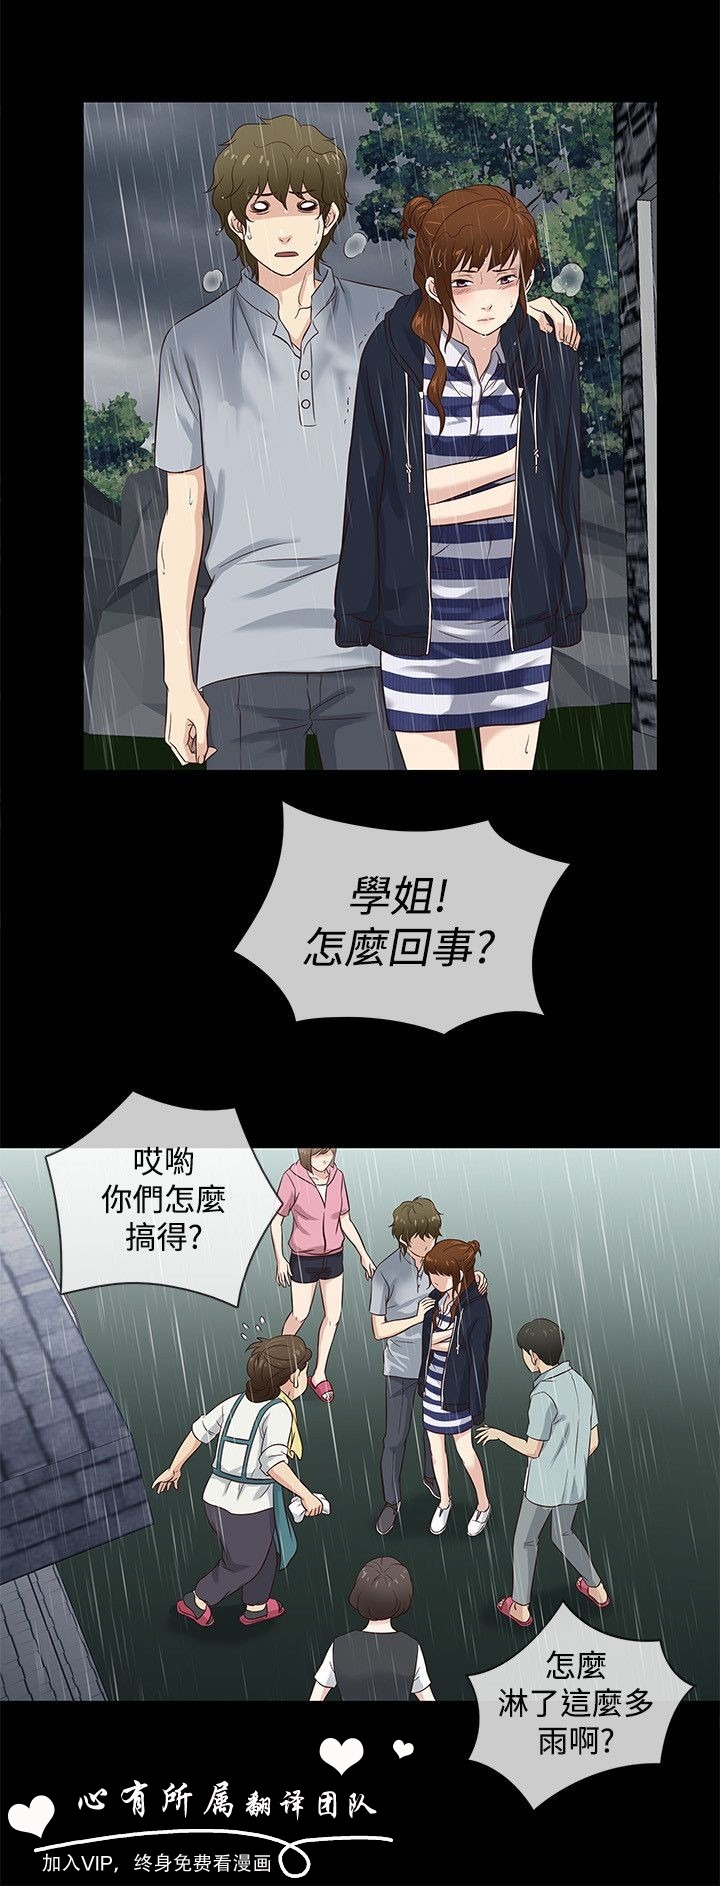 學姐!
怎麼回事?
哎喲
你們怎麼
搞得?
怎麼
淋了這麼多
雨啊?
心有所属翻译团队
加入VIP，终身免费看漫画